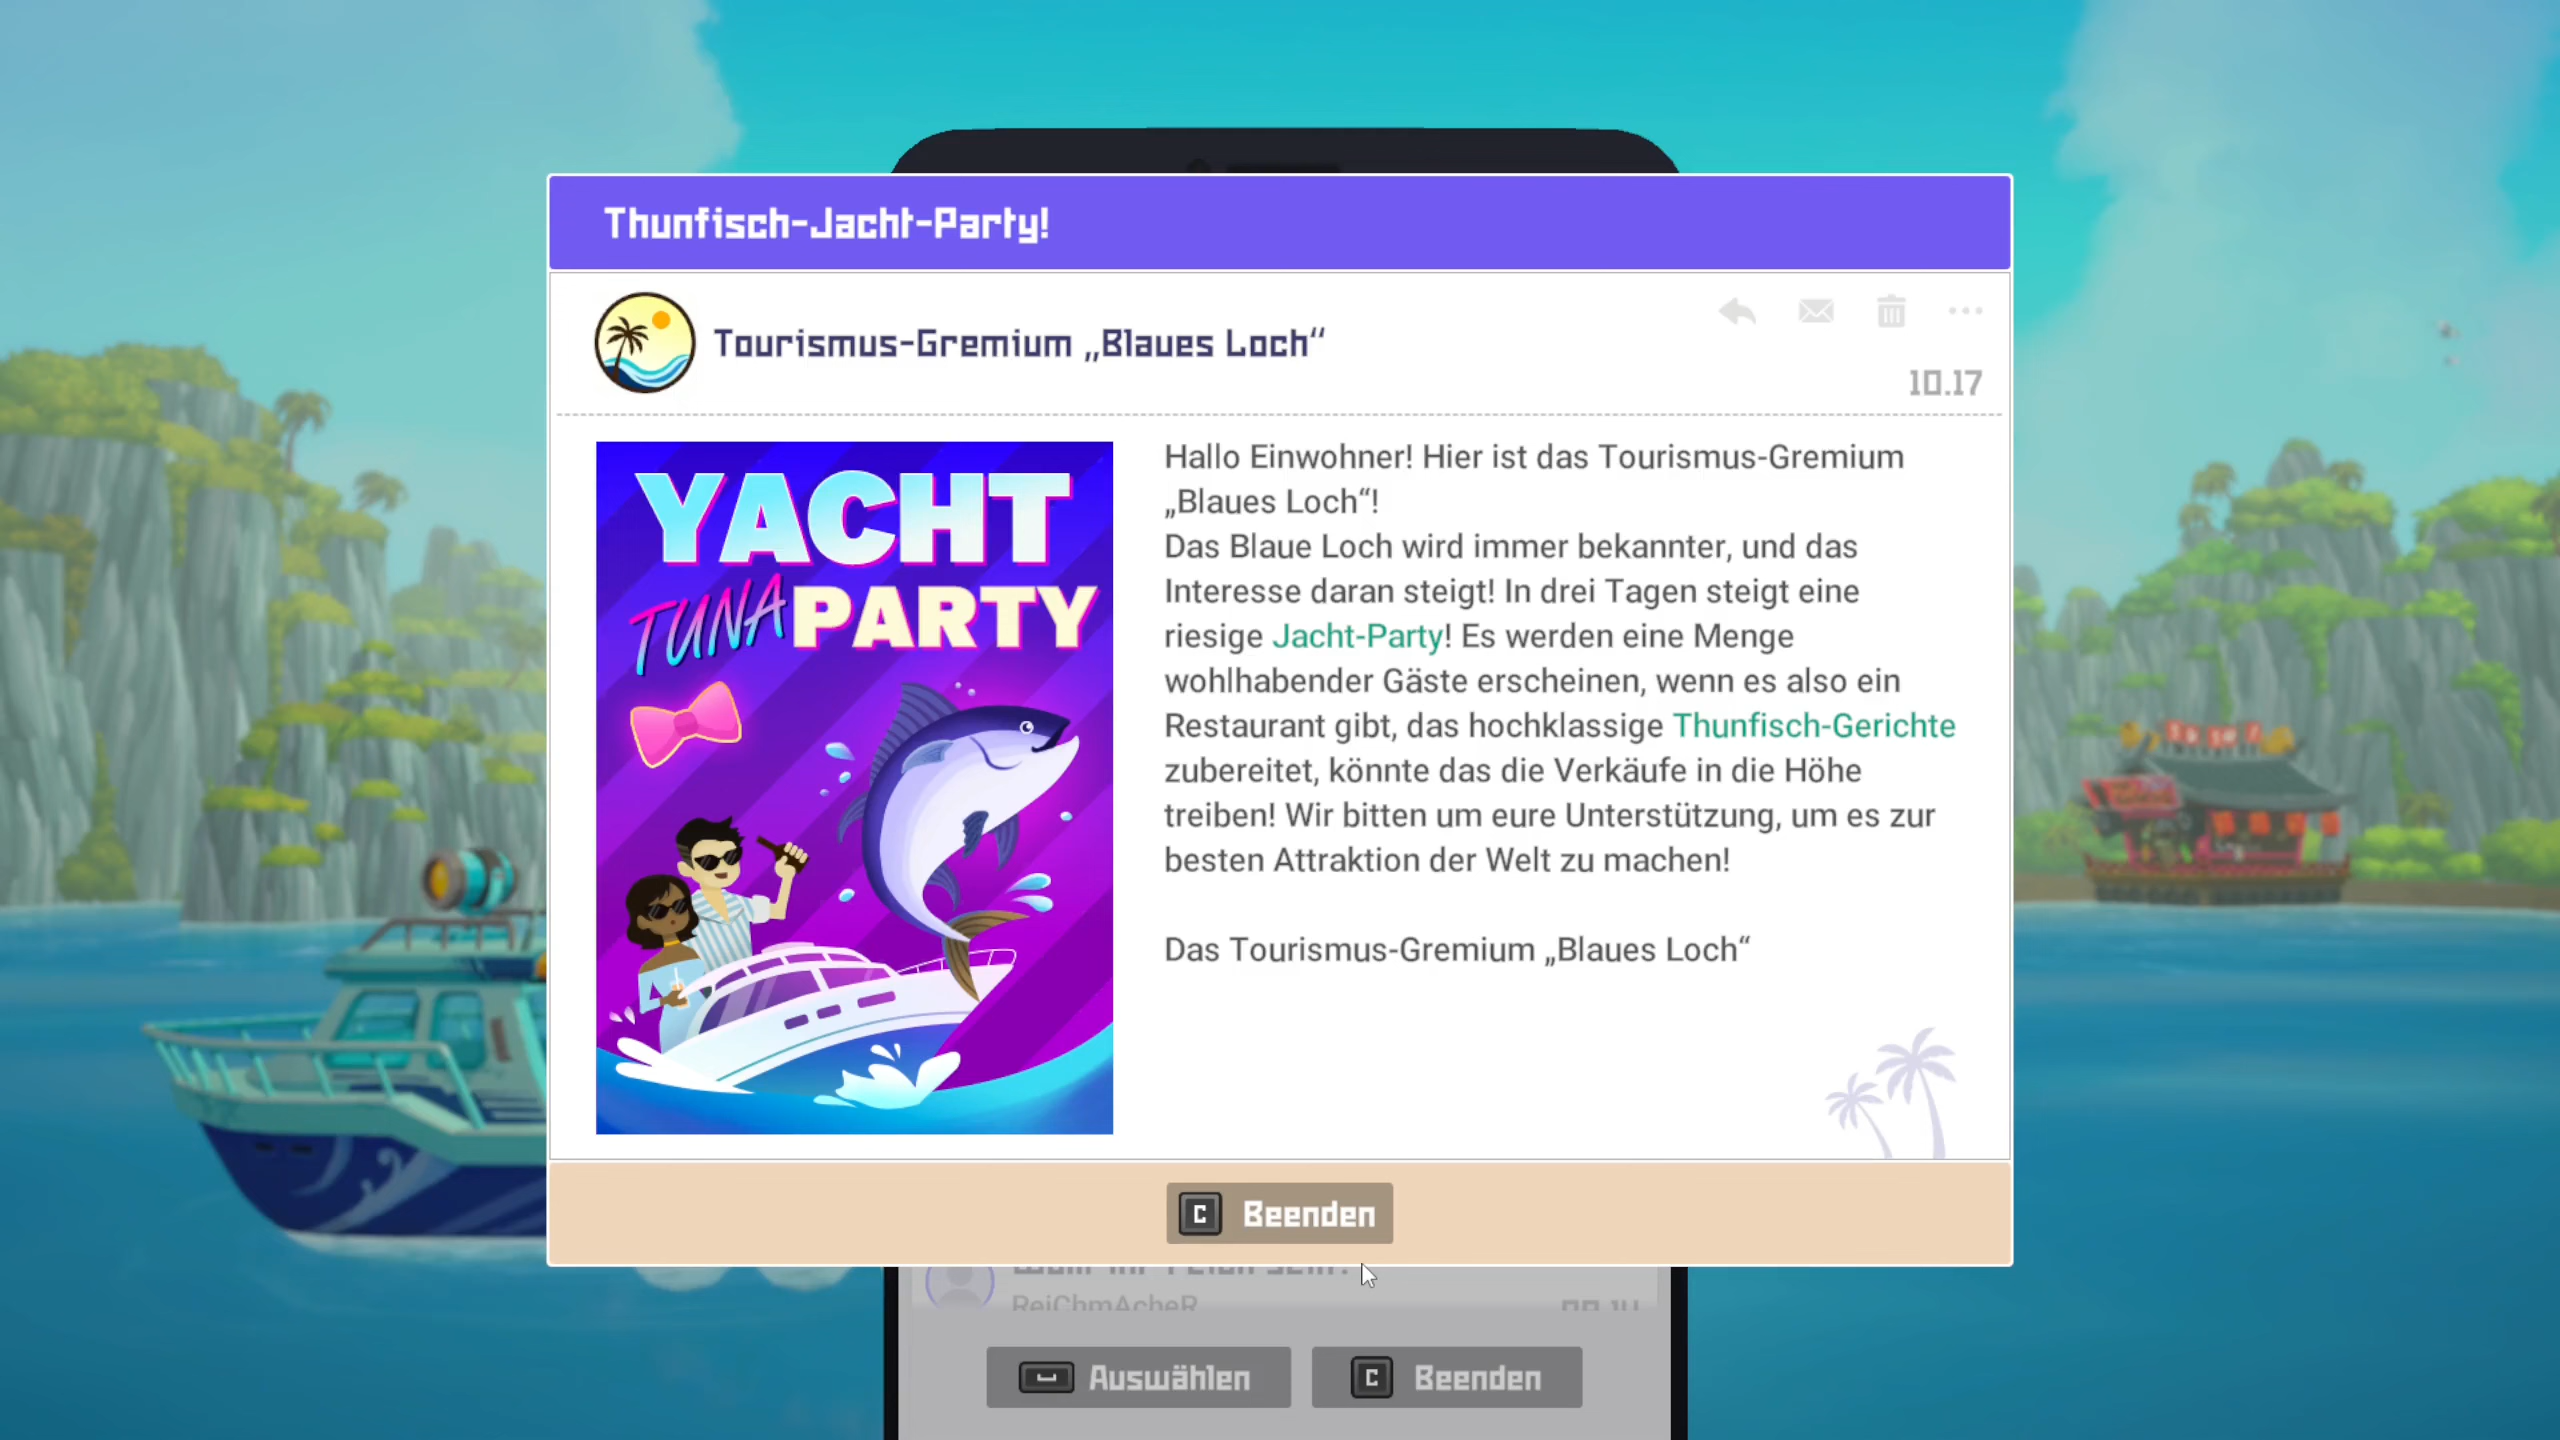 Thunfisch-Jacht-Party!
Tourismus-Gremium „Blaues Loch“
10.17
YACHT
TUNA PARTY
Hallo Einwohner! Hier ist das Tourismus-Gremium
„Blaues Loch“!
Das Blaue Loch wird immer bekannter, und das
Interesse daran steigt! In drei Tagen steigt eine
riesige Jacht-Party! Es werden eine Menge
wohlhabender Gäste erscheinen, wenn es also ein
Restaurant gibt, das hochklassige Thunfisch-Gerichte
zubereitet, könnte das die Verkäufe in die Höhe
treiben! Wir bitten um eure Unterstützung, um es zur
besten Attraktion der Welt zu machen!
Das Tourismus-Gremium „Blaues Loch“
C Beenden
ReiChmAcheR
Auswählen
C Beenden